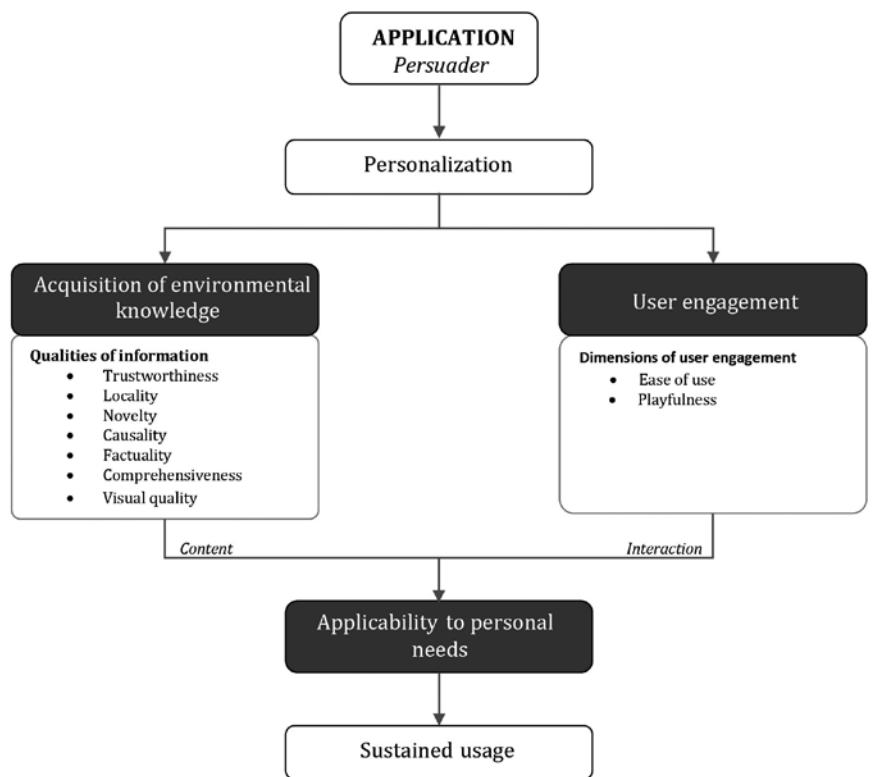 APPLICATION
Persuader
Personalization
Acquisition of environmental
knowledge
Qualities of information
• Trustworthiness
• Locality
• Novelty
• Causality
• Factuality
• Comprehensiveness
• Visual quality
User engagement
Dimensions of user engagement
• Ease of use
• Playfulness
Content
Interaction
Applicability to personal
needs
Sustained usage